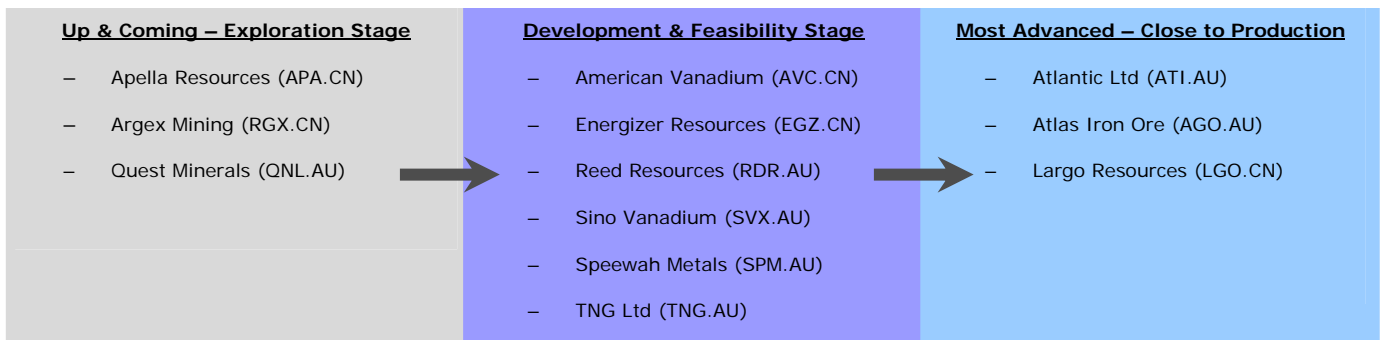 Up & Coming – Exploration Stage
– Apella Resources (APA.CN)
– Argex Mining (RGX.CN)
– Quest Minerals (QNL.AU)
Development & Feasibility Stage
– American Vanadium (AVC.CN)
– Energizer Resources (EGZ.CN)
– Reed Resources (RDR.AU)
– Sino Vanadium (SVX.AU)
– Speewah Metals (SPM.AU)
– TNG Ltd (TNG.AU)
Most Advanced – Close to Production
– Atlantic Ltd (ATI.AU)
– Atlas Iron Ore (AGO.AU)
– Largo Resources (LGO.CN)